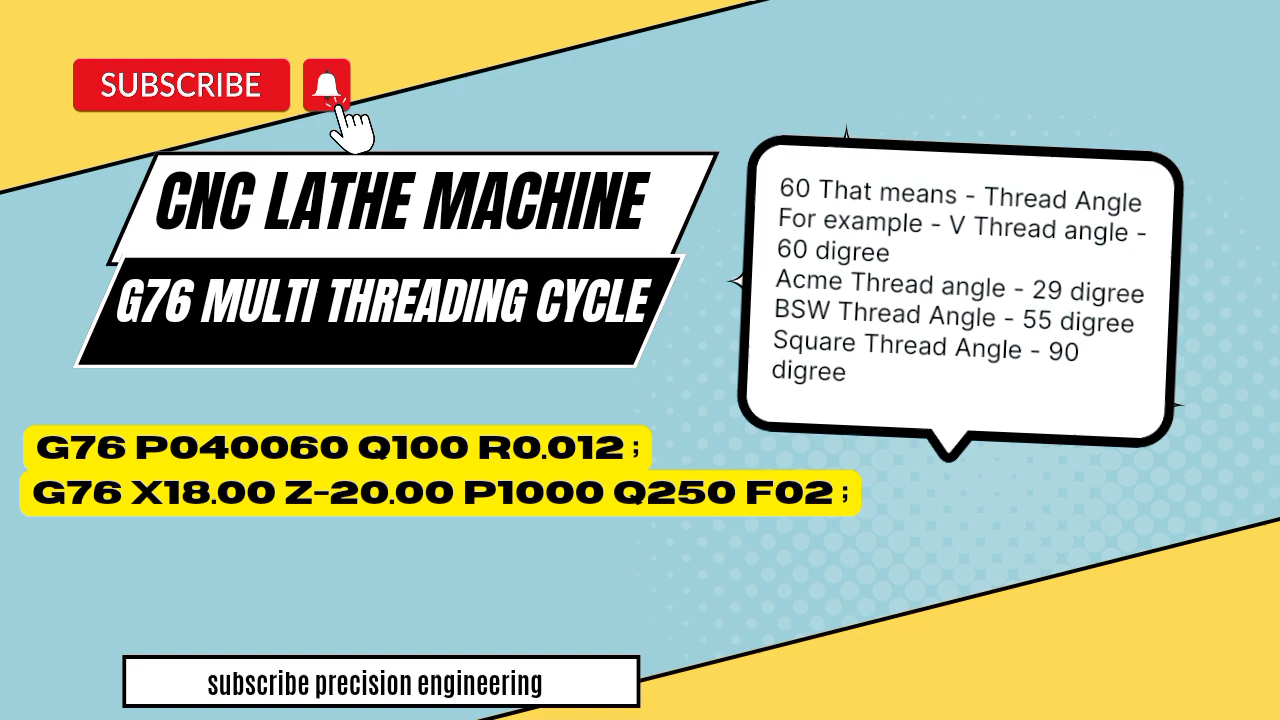 SUBSCRIBE
CNC LATHE MACHINE
G76 MULTI THREADING CYCLE
60 That means - Thread Angle
For example - V Thread angle -
60 digree
Acme Thread angle - 29 digree
BSW Thread Angle - 55 digree
Square Thread Angle - 90
digree
G76 P040060 Q100 R0.012 ;
G76 X18.00 Z-20.00 P1000 Q250 F02 ;
subscribe precision engineering